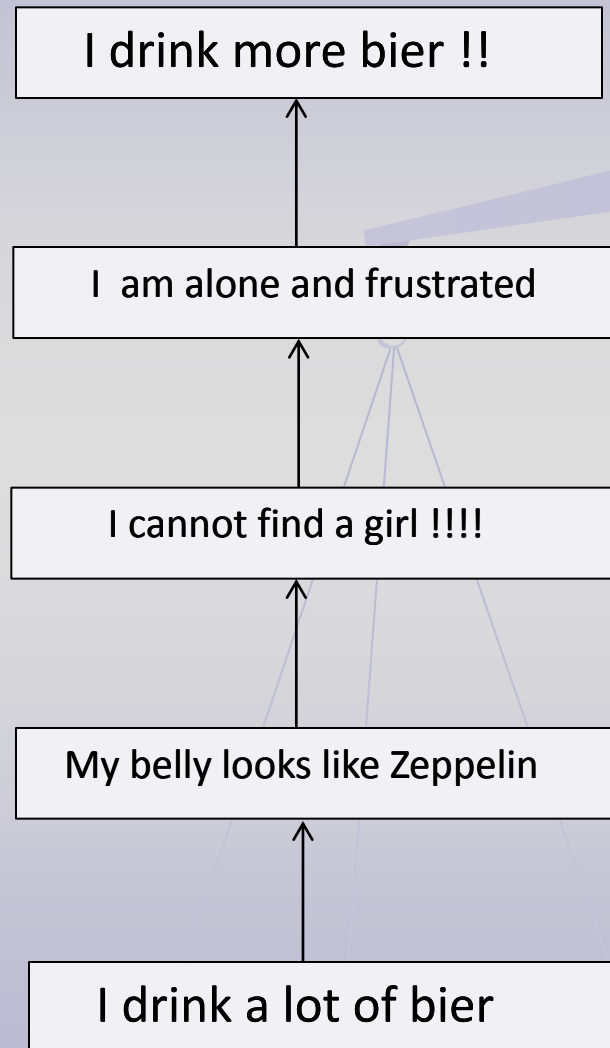 I drink more bier !!
I am alone and frustrated
I cannot find a girl !!!!
My belly looks like Zeppelin
I drink a lot of bier